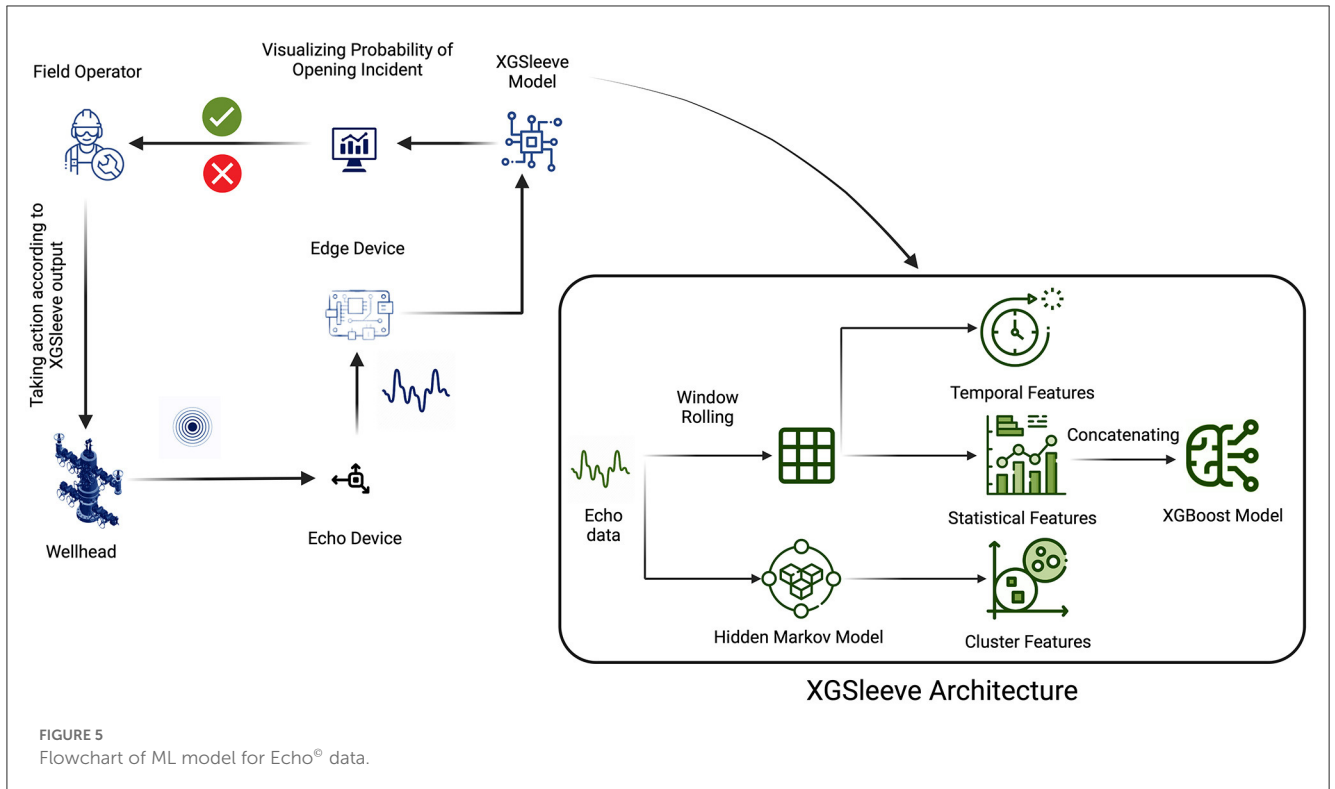 Field Operator
Visualizing Probability of
Opening Incident
XGSleeve
Model
Taking action according to
XGSleeve output
Edge Device
Wellhead
Echo Device
Window
Rolling
Echo
data
Temporal Features
Concatenating
Statistical Features
XGBoost Model
Hidden Markov Model
Cluster Features
XGSleeve Architecture
FIGURE 5
Flowchart of ML model for Echo© data.